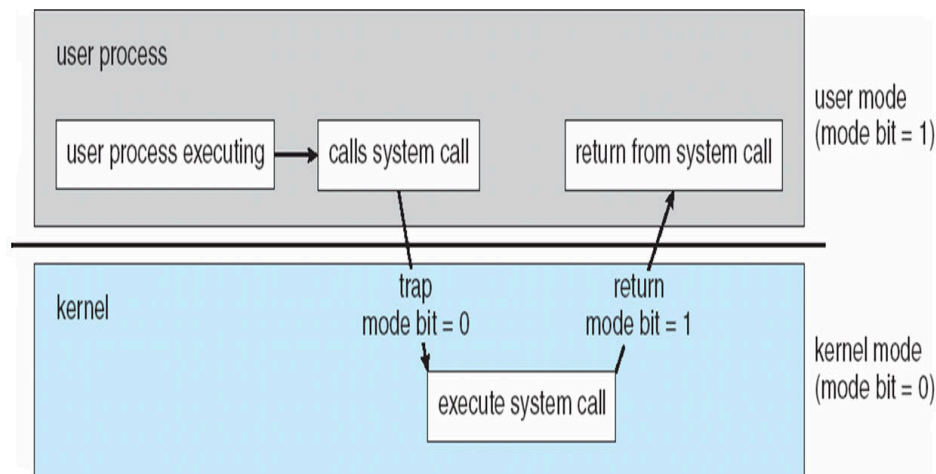 user process
user process executing
calls system call
return from system call
user mode
(mode bit = 1)
kernel
trap
mode bit = 0
return
mode bit = 1
execute system call
kernel mode
(mode bit = 0)